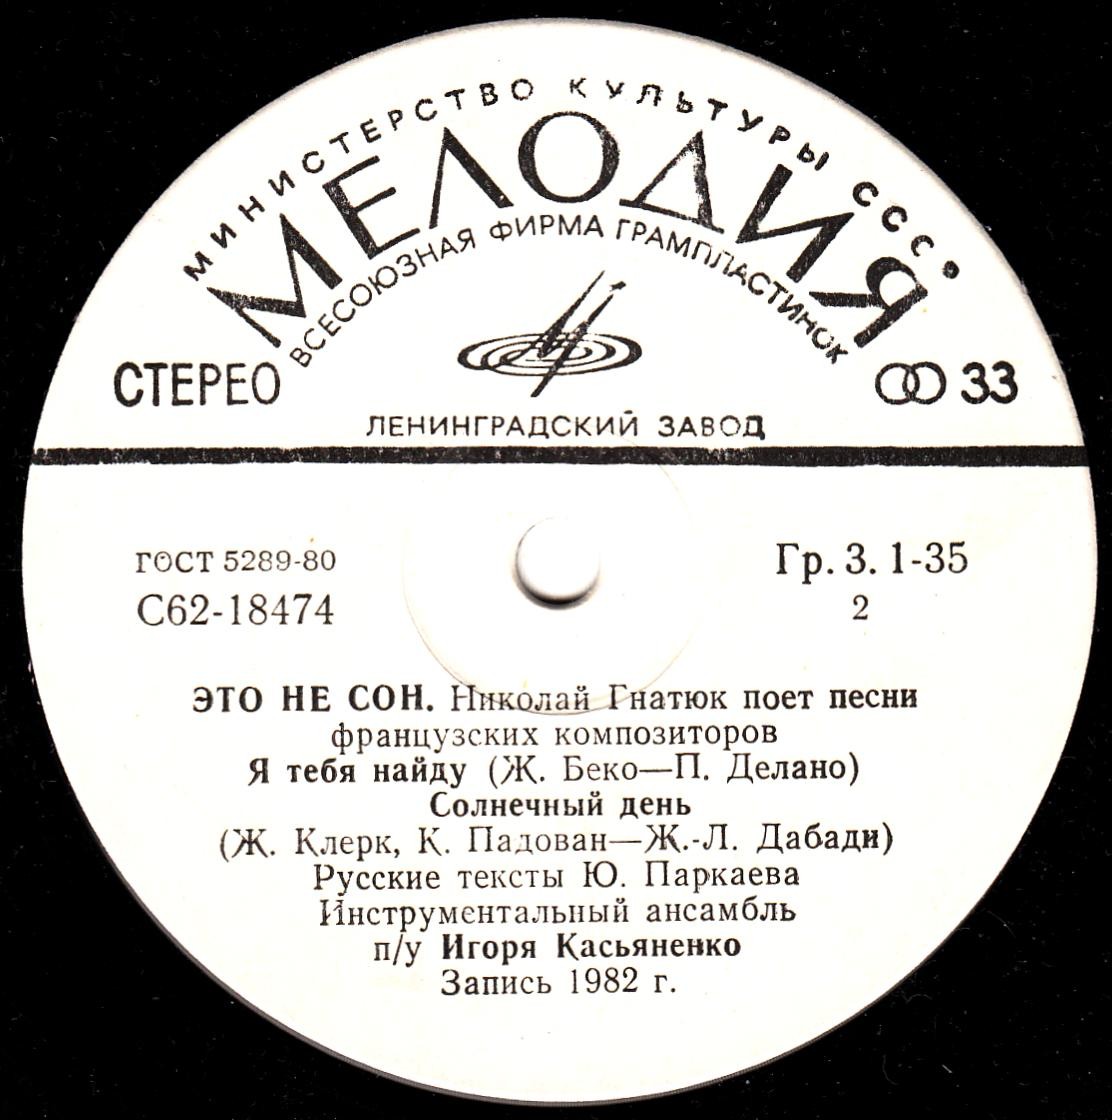 МИНИСТЕРСТВО КУЛЬТУРЫ СССР
МЕЛОДИЯ
ВСЕСОЮЗНАЯ ФИРМА ГРАМПЛАСТИНОК
СТЕРЕО
33
ЛЕНИНГРАДСКИЙ ЗАВОД
ГОСТ 5289-80
Гр. 3. 1-35
С62-18474
2
ЭТО НЕ СОН. Николай Гнатюк поет песни
французских композиторов
Я тебя найду (Ж. Беко—П. Делано)
Солнечный день
(Ж. Клерк, К. Падован—Ж.-Л. Дабади)
Русские тексты Ю. Паркаева
Инструментальный ансамбль
п/у Игоря Касьяненко
Запись 1982 г.